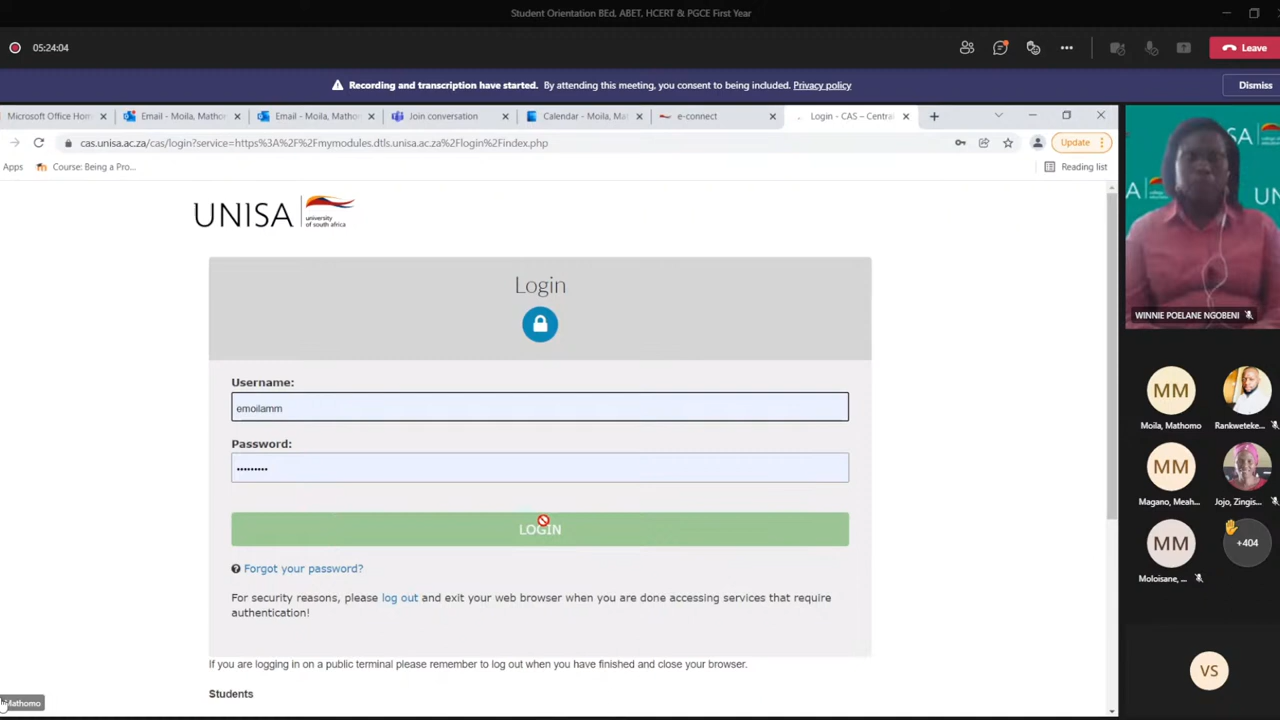 Student Orientation BEd, ABET, HCERT & PGCE First Year
05:24:04
Leave
Recording and transcription have started. By attending this meeting, you consent to being included. Privacy policy
Dismiss
Microsoft Office Hom
Email - Moila, Mathor
Email - Moila, Mathom
Join conversation
Calendar - Moila, Mat
e-connect
Login - CAS – Central
cas.unisa.ac.za/cas/login?service=https%3A%2F%2Fmymodules.dtls.unisa.ac.za%2Flogin%2Findex.php
Update
Apps
Course: Being a Pro...
Reading list
UNISA
university
of south africa
Login
Username:
emoilamm
Password:
•••••••••
LOGIN
Forgot your password?
For security reasons, please log out and exit your web browser when you are done accessing services that require
authentication!
If you are logging in on a public terminal please remember to log out when you have finished and close your browser.
Students
Mathomo
WINNIE POELANE NGOBENI
MM
Moila, Mathomo
Rankweteke...
MM
Magano, Meah...
Jojo, Zingis...
MM
+404
Moloisane, ...
VS